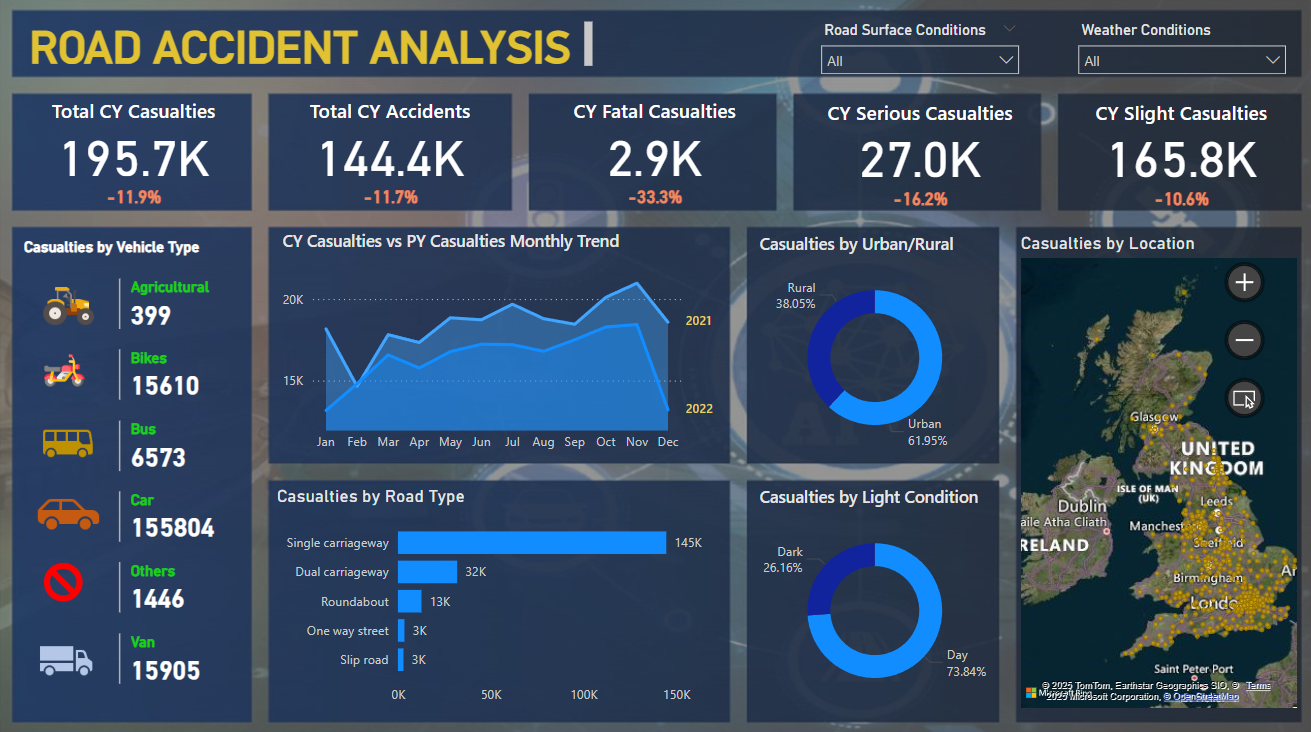 ROAD ACCIDENT ANALYSIS
Road Surface Conditions
All
Weather Conditions
All
Total CY Casualties
195.7K
-11.9%
Total CY Accidents
144.4K
-11.7%
CY Fatal Casualties
2.9K
-33.3%
CY Serious Casualties
27.0K
-16.2%
CY Slight Casualties
165.8K
-10.6%
Casualties by Vehicle Type
Agricultural
399
Bikes
15610
Bus
6573
Car
155804
Others
1446
Van
15905
CY Casualties vs PY Casualties Monthly Trend
20K
15K
2021
2022
Jan Feb Mar Apr May Jun Jul Aug Sep Oct Nov Dec
Casualties by Road Type
Single carriageway 145K
Dual carriageway 32K
Roundabout 13K
One way street 3K
Slip road 3K
0K 50K 100K 150K
Casualties by Urban/Rural
Rural
38.05%
Urban
61.95%
Casualties by Light Condition
Dark
26.16%
Day
73.84%
Casualties by Location
Glasgow
UNITED
KINGDOM
ISLE OF MAN
(UK)
Leeds
Dublin
aile Atha Cliath
Manchest
Sheffield
RELAND
Birmingham
Ar
Londo
Saint Peter Port
© 2025 TomTom, Earthstar Geographics SIO, © Terms
2025 Microsoft Corporation, © OpenStreetMap